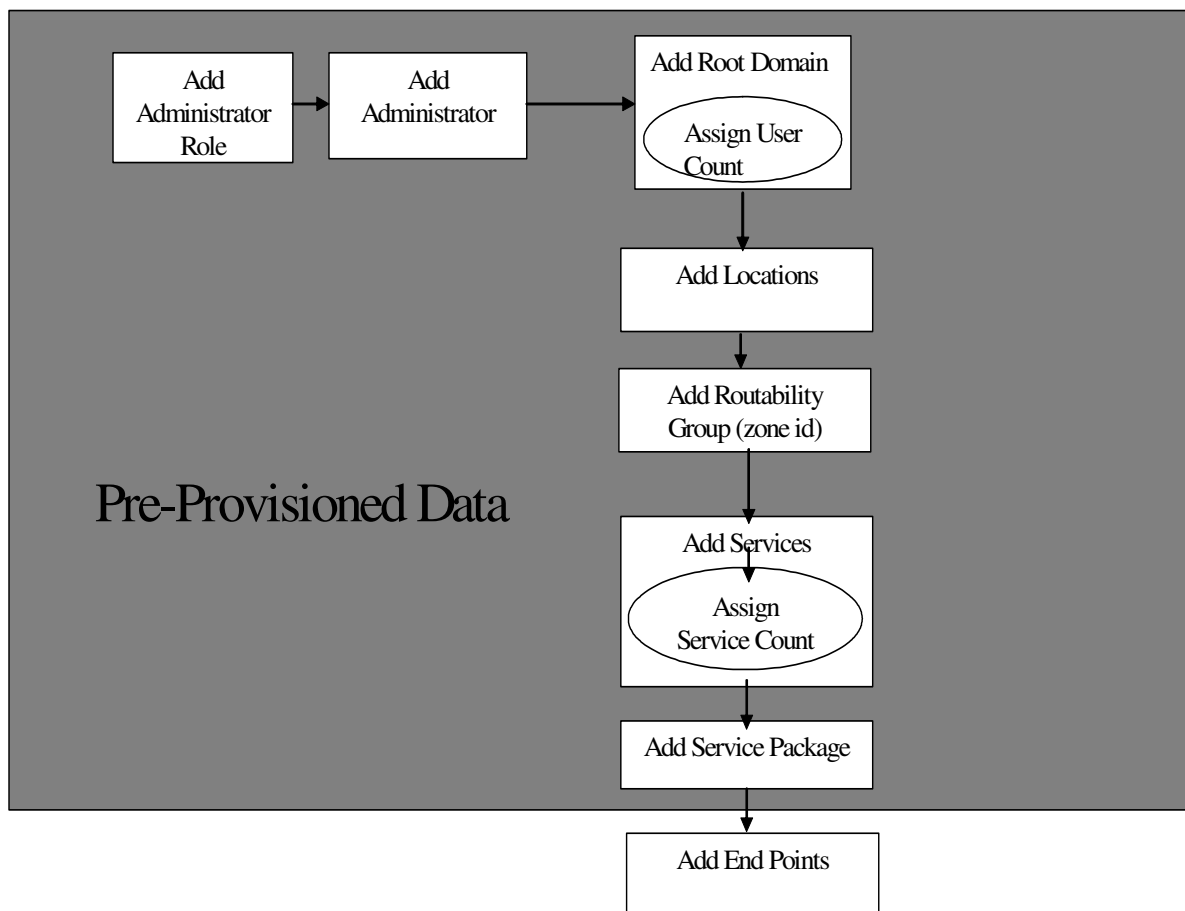 Add
Administrator
Role
Add
Administrator
Add Root Domain
Assign User
Count
Add Locations
Add Routability
Group (zone id)
Pre-Provisioned Data
Add Services
Assign
Service Count
Add Service Package
Add End Points